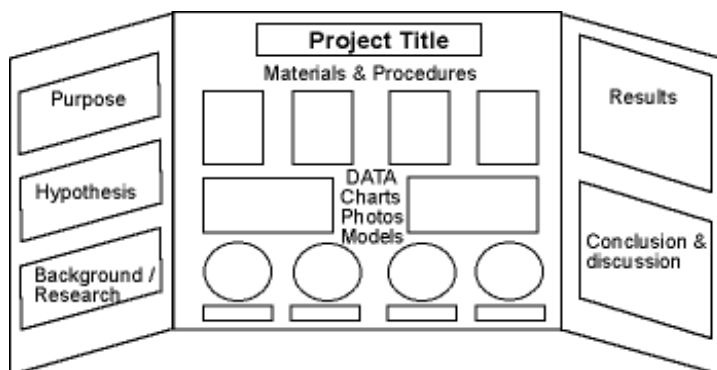 Project Title
Materials & Procedures
Purpose
Hypothesis
Background /
Research
DATA
Charts
Photos
Models
Results
Conclusion &
discussion